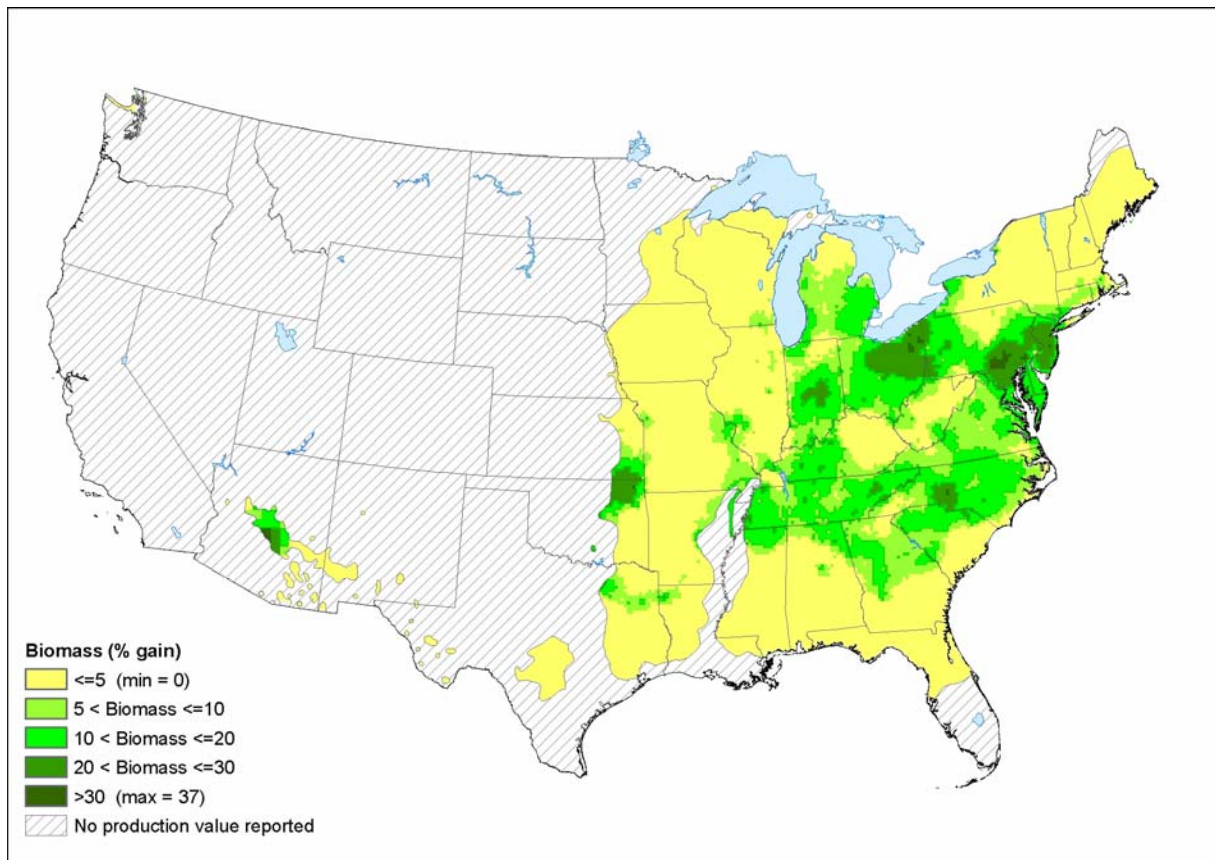 Biomass (% gain)
<=5 (min = 0)
5 < Biomass <=10
10 < Biomass <=20
20 < Biomass <=30
>30 (max = 37)
No production value reported